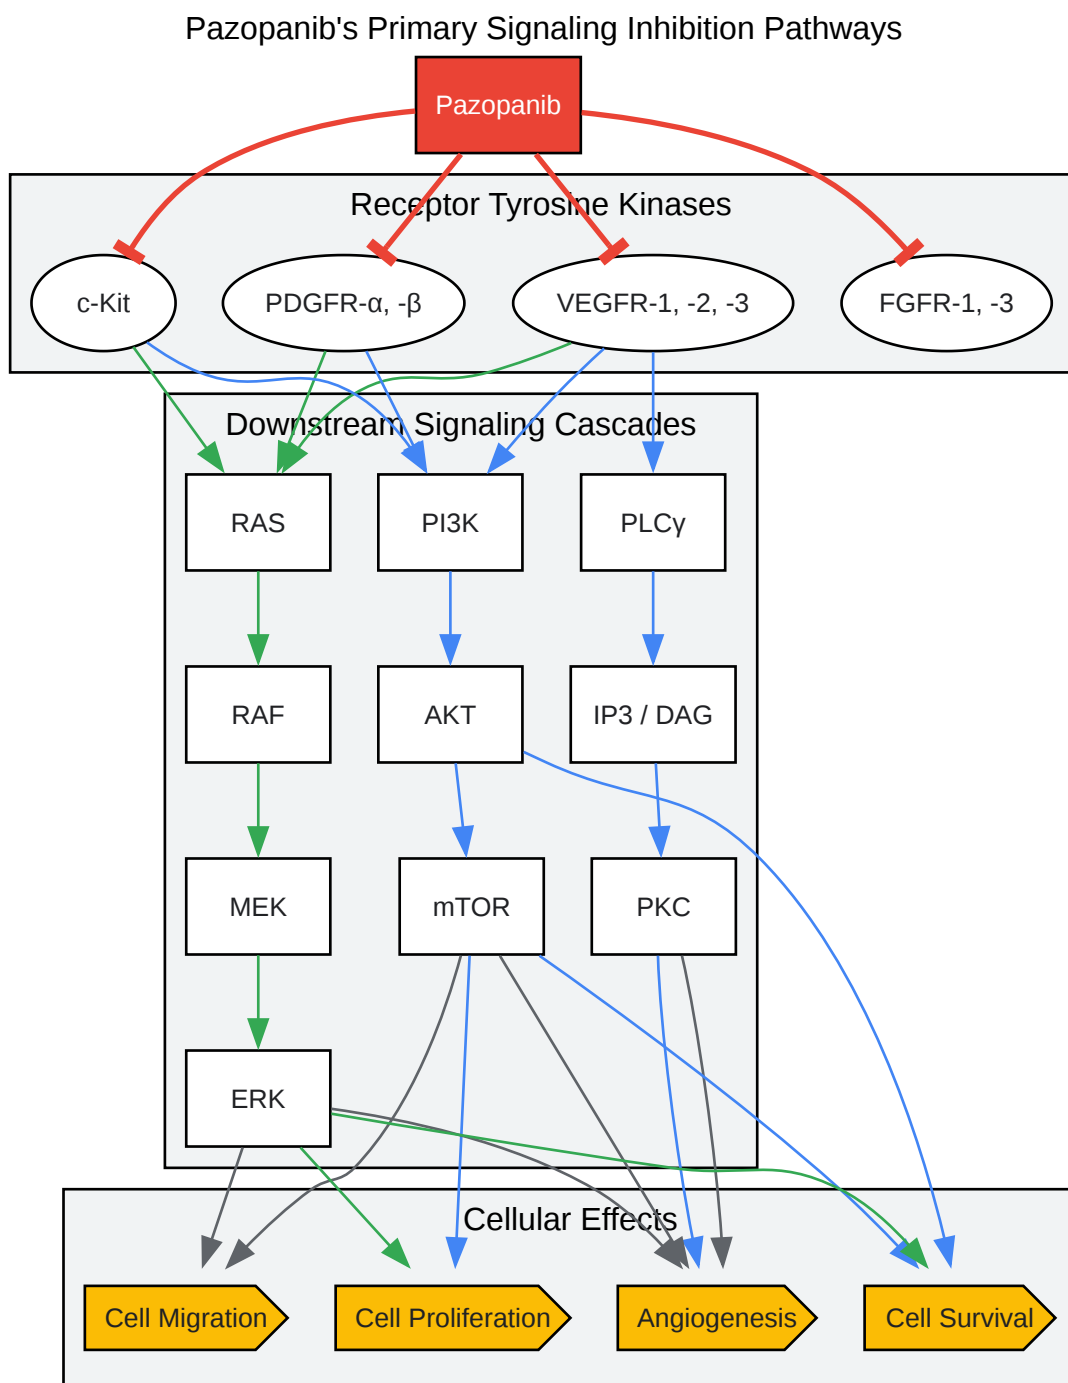 Pazopanib's Primary Signaling Inhibition Pathways
Pazopanib
Receptor Tyrosine Kinases
c-Kit
PDGFR-α, -β
VEGFR-1, -2, -3
FGFR-1, -3
Downstream Signaling Cascades
RAS
PI3K
PLCγ
RAF
AKT
IP3 / DAG
MEK
mTOR
PKC
ERK
Cellular Effects
Cell Migration
Cell Proliferation
Angiogenesis
Cell Survival